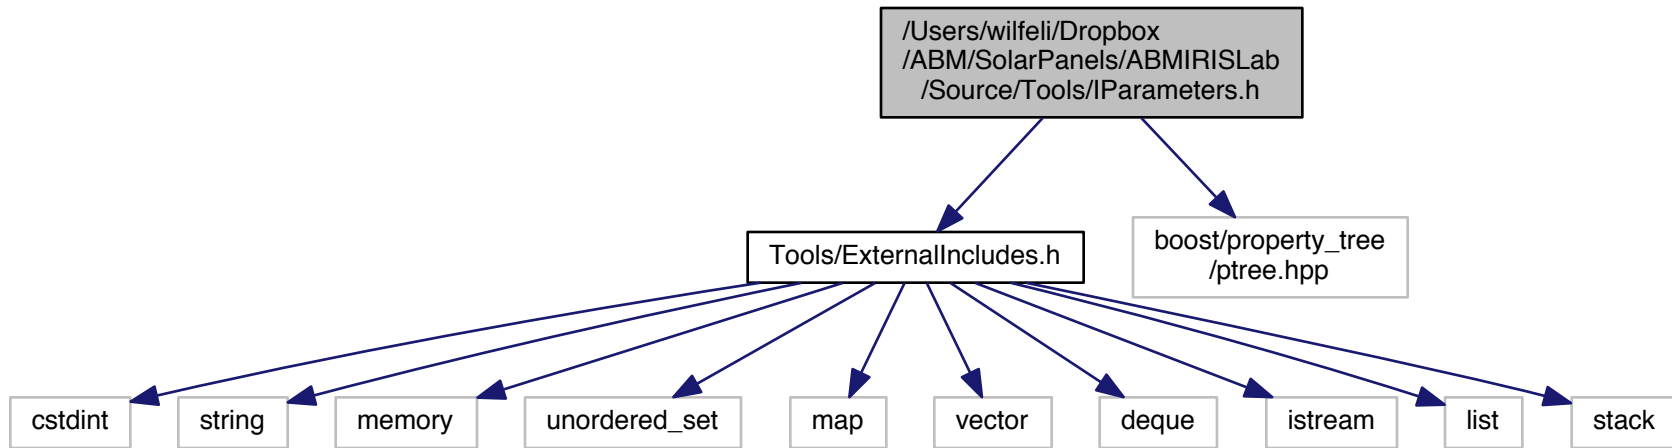 /Users/wilfeli/Dropbox
/ABM/SolarPanels/ABMIRISLab
/Source/Tools/IParameters.h
Tools/ExternalIncludes.h
boost/property_tree
/ptree.hpp
cstdint
string
memory
unordered_set
map
vector
deque
istream
list
stack